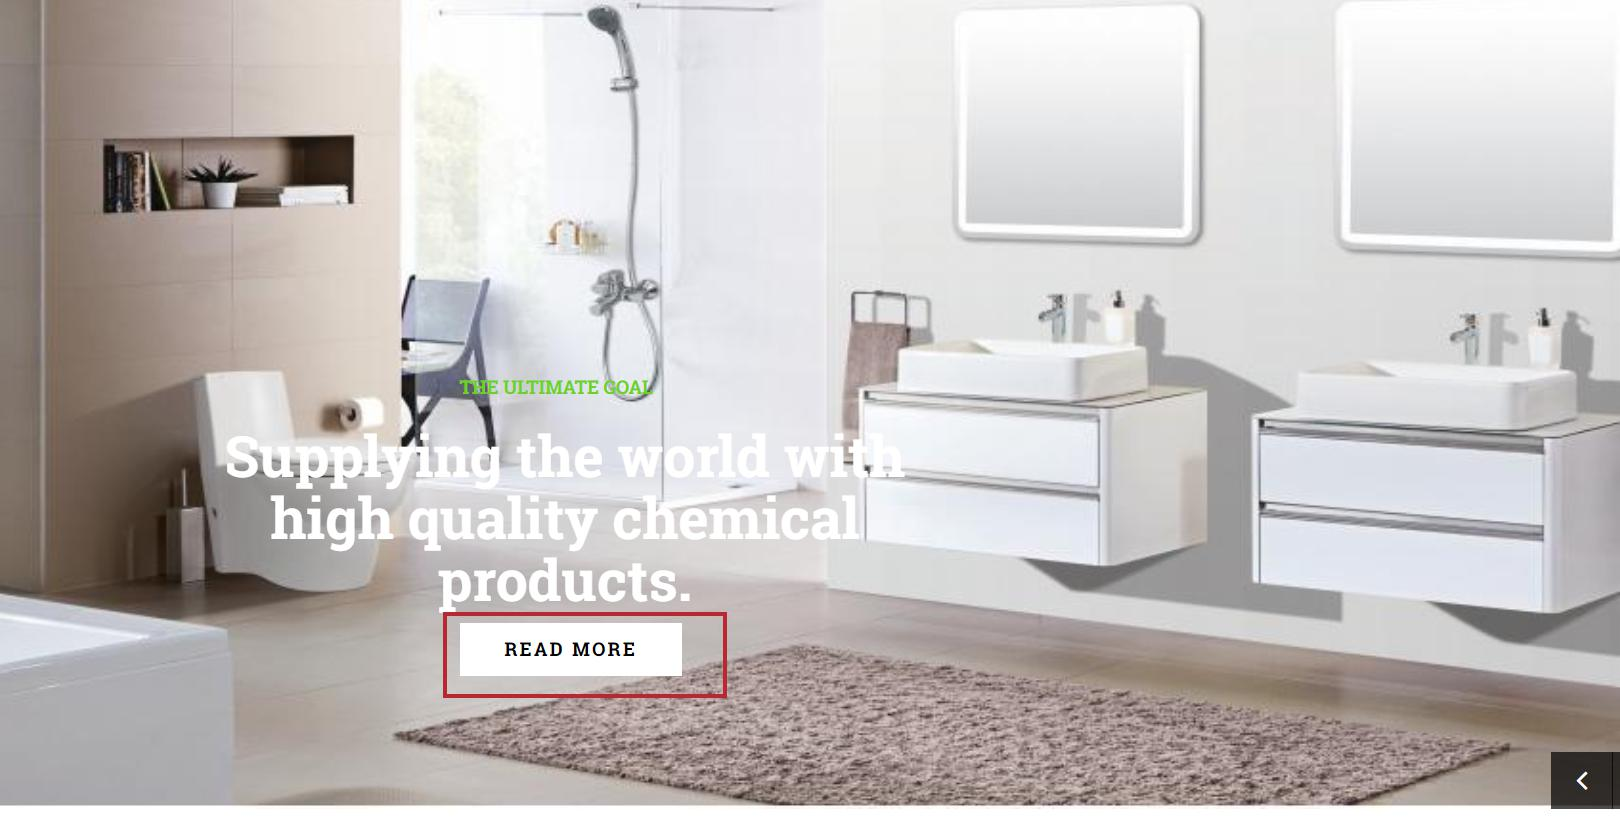 THE ULTIMATE GOAL
Supplying the world with
high quality chemical
products.
READ MORE